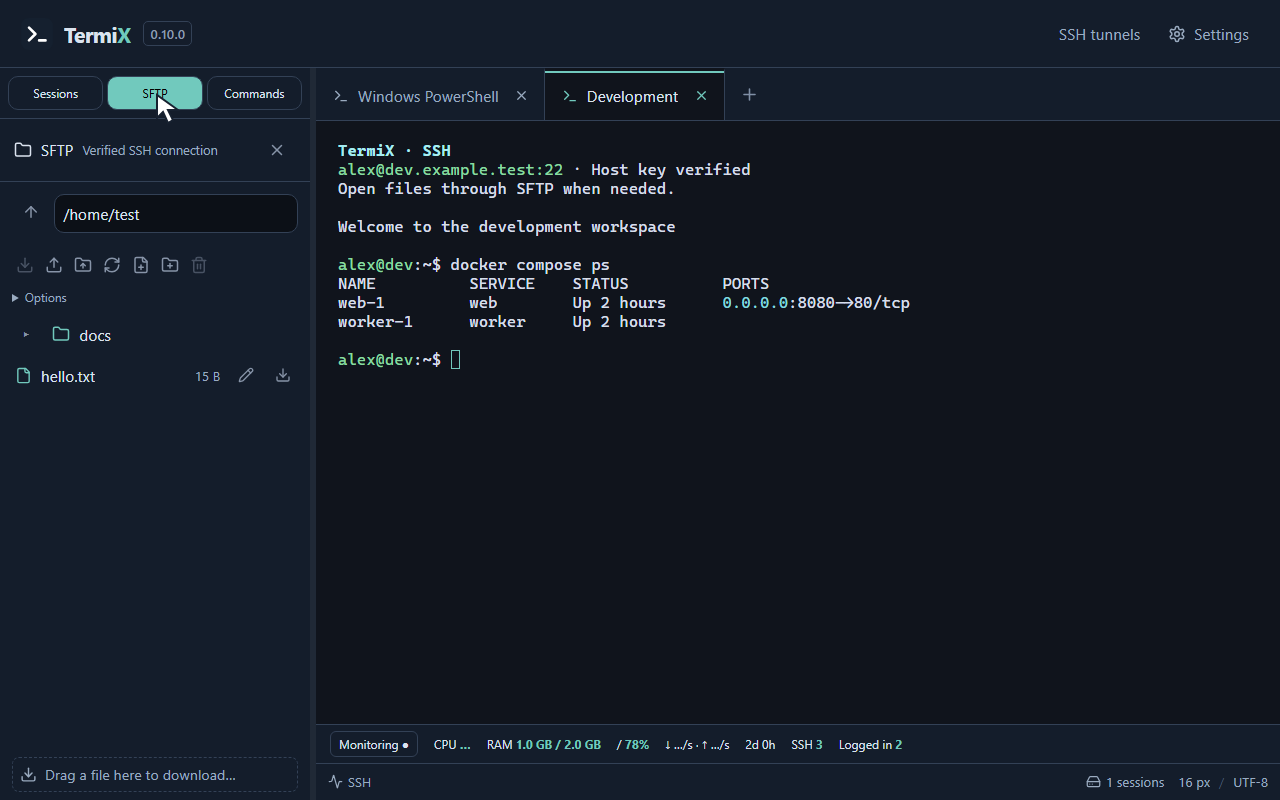 TermiX 0.10.0 SSH tunnels Settings
Sessions SFTP Commands
Windows PowerShell Development
SFTP Verified SSH connection
/home/test
Options
docs
hello.txt 15 B
Drag a file here to download...
TermiX · SSH
alex@dev.example.test:22 · Host key verified
Open files through SFTP when needed.
Welcome to the development workspace
alex@dev:~$ docker compose ps
NAME SERVICE STATUS PORTS
web-1 web Up 2 hours 0.0.0.0:8080->80/tcp
worker-1 worker Up 2 hours
alex@dev:~$
Monitoring ● CPU ... RAM 1.0 GB / 2.0 GB / 78% ↓ .../s · ↑ .../s 2d 0h SSH 3 Logged in 2
SSH 1 sessions 16 px / UTF-8